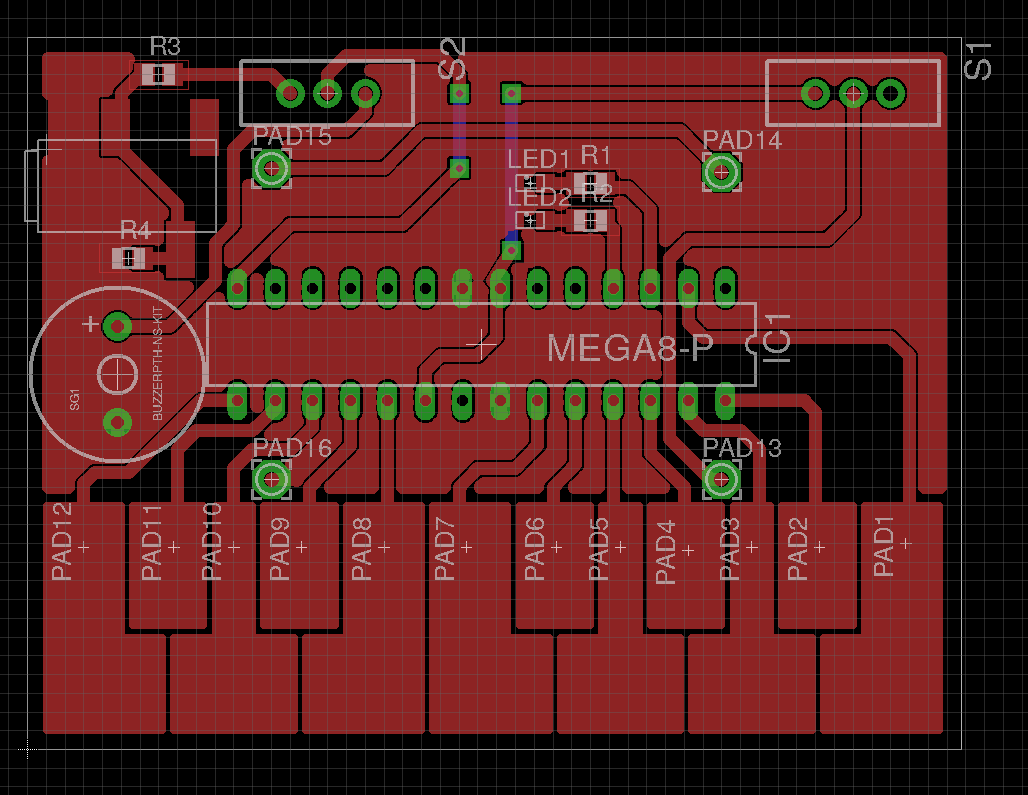 R3
S2
S1
PAD15
PAD14
LED1
R1
LED2
R2
R4
+
BUZZERPTH-NS-KIT
SG1
MEGA8-P
IC1
PAD16
PAD13
PAD12
PAD11
PAD10
PAD9
PAD8
PAD7
PAD6
PAD5
PAD4
PAD3
PAD2
PAD1